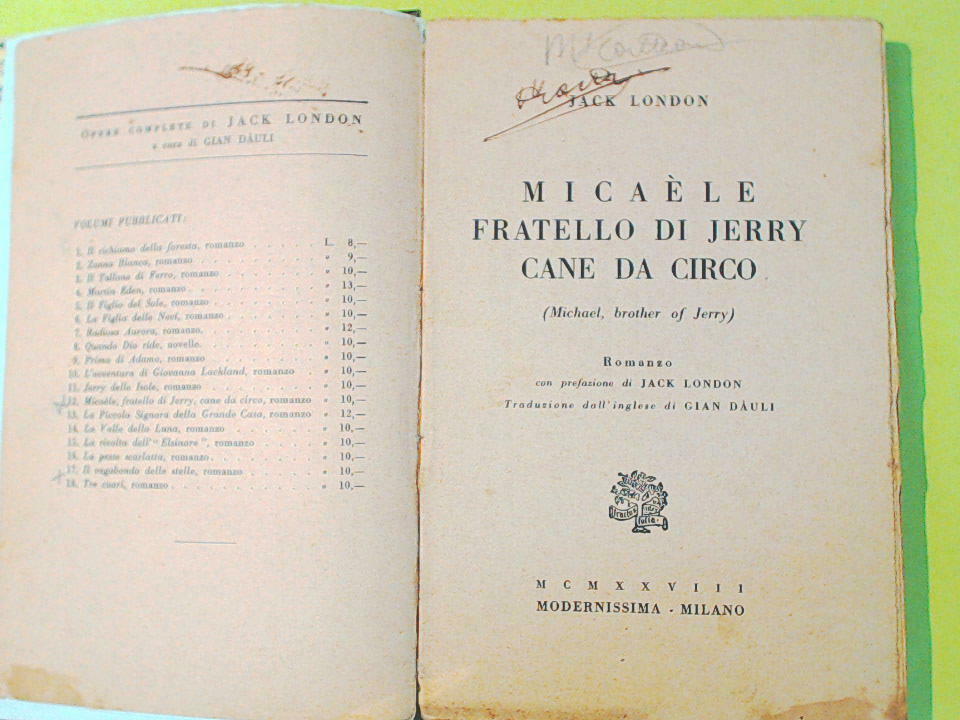 OPERE COMPLETE DI JACK LONDON
a cura di GIAN DÀULI
VOLUMI PUBBLICATI:
1. Il richiamo della foresta, romanzo . . . . . L. 8,—
2. Zanna Bianca, romanzo . . . . . . . . » 9,—
3. Il Tallone di Ferro, romanzo . . . . . . » 10,—
4. Martin Eden, romanzo . . . . . . . . » 13,—
5. Il Figlio del Sole, romanzo . . . . . . . » 10,—
6. La Figlia delle Nevi, romanzo . . . . . . » 10,—
7. Radiosa Aurora, romanzo. . . . . . . . » 12,—
8. Quando Dio ride, novelle. . . . . . . . » 10,—
9. Prima di Adamo, romanzo . . . . . . . » 10,—
10. L'avventura di Giovanna Lackland, romanzo . » 10,—
11. Jerry delle Isole, romanzo . . . . . . . » 10,—
12. Micaèle, fratello di Jerry, cane da circo, romanzo » 10,—
13. La Piccola Signora della Grande Casa, romanzo » 12,—
14. La Valle della Luna, romanzo . . . . . . » 10,—
15. La rivolta dell'" Elsinore ", romanzo . . . . » 10,—
16. La peste scarlatta, romanzo . . . . . . . » 10,—
17. Il vagabondo delle stelle, romanzo . . . . . » 10,—
18. Tre cuori, romanzo . . . . . . . . . » 10,—
JACK LONDON
MICAÈLE
FRATELLO DI JERRY
CANE DA CIRCO
(Michael, brother of Jerry)
Romanzo
con prefazione di JACK LONDON
Traduzione dall'inglese di GIAN DÀULI
folia
MCMXXVIII
MODERNISSIMA - MILANO